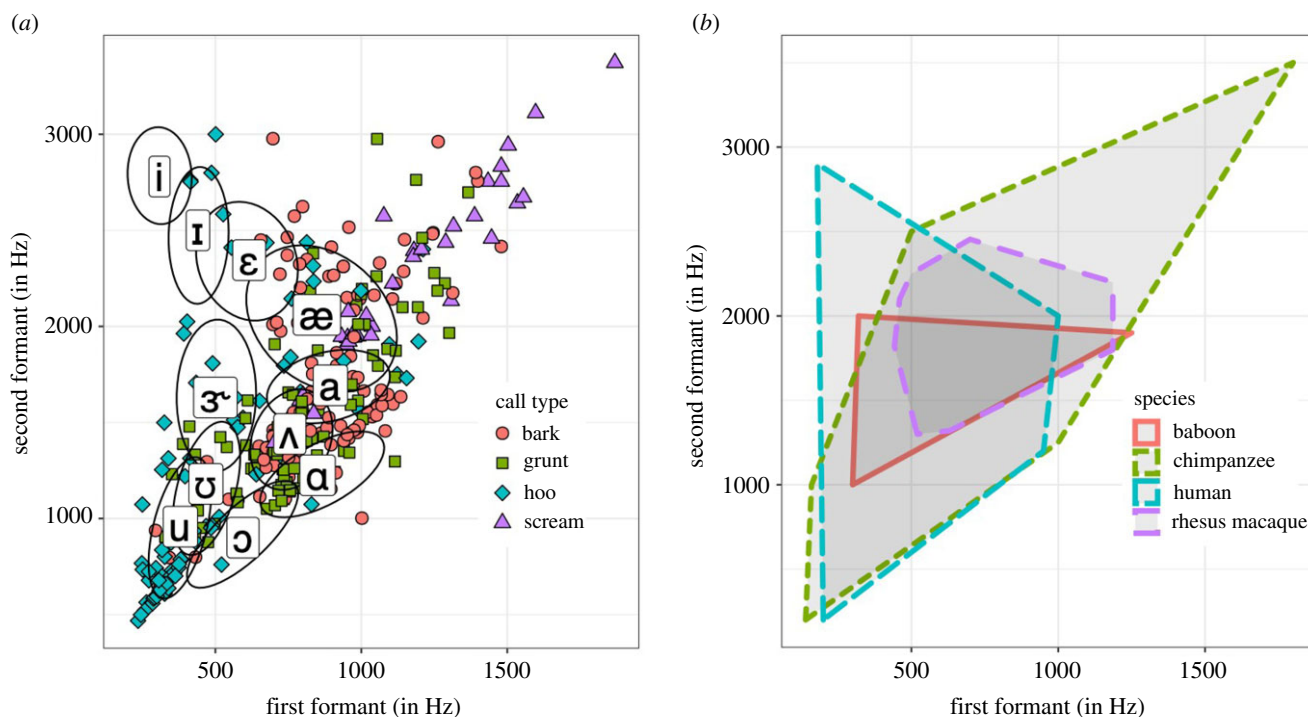 (a)
second formant (in Hz)
3000
2000
1000
i
ɪ
ɛ
æ
ɝ
a
ʌ
ɑ
ʊ
u
ɔ
call type
bark
grunt
hoo
scream
500
1000
1500
first formant (in Hz)
(b)
second formant (in Hz)
3000
2000
1000
species
baboon
chimpanzee
human
rhesus macaque
500
1000
1500
first formant (in Hz)